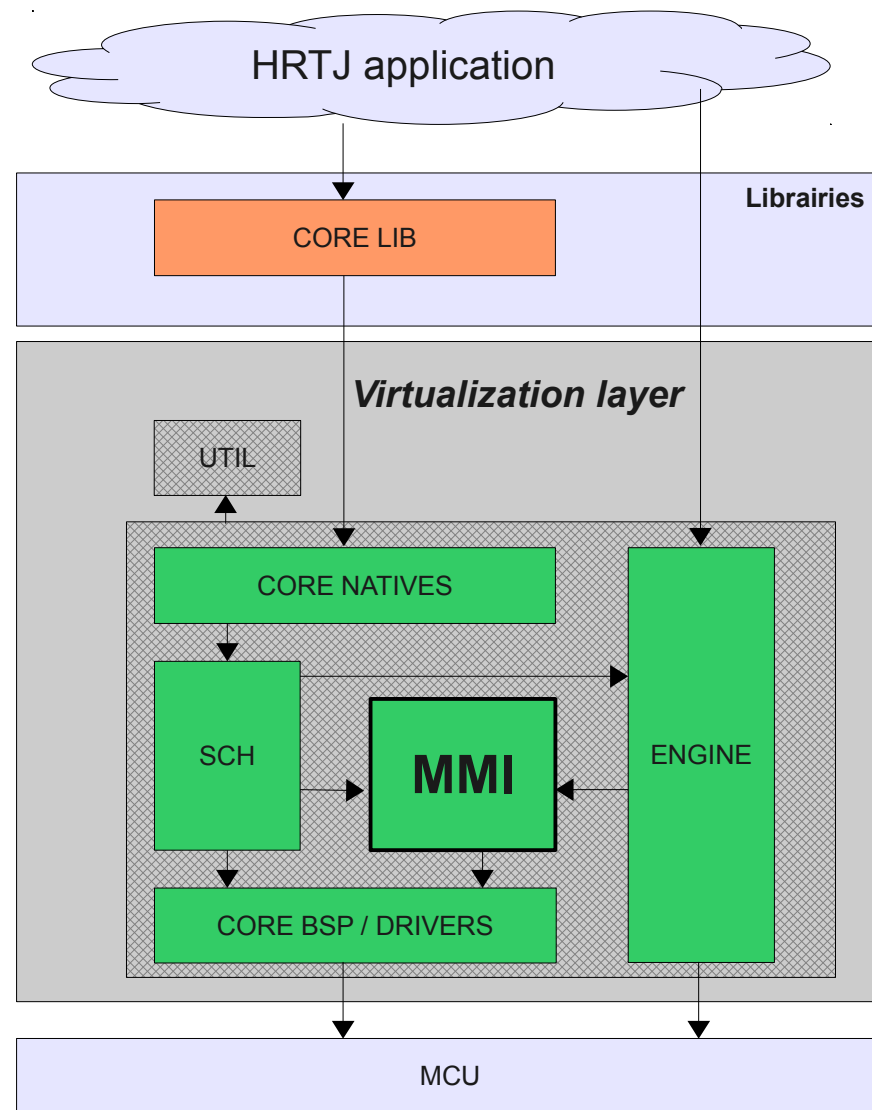 HRTJ application
Librairies
CORE LIB
Virtualization layer
UTIL
CORE NATIVES
SCH
MMI
ENGINE
CORE BSP / DRIVERS
MCU